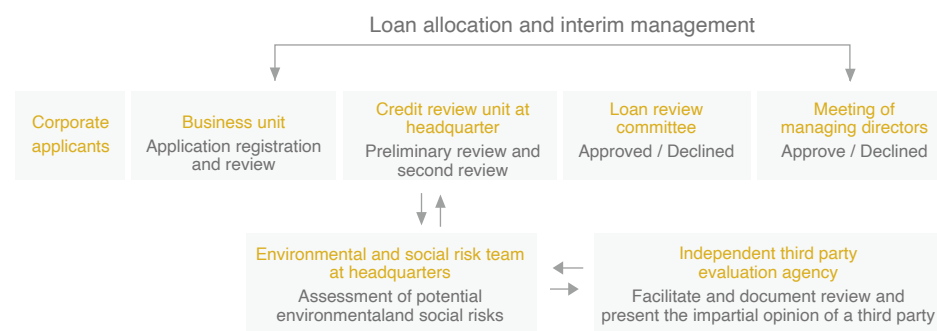 Loan allocation and interim management
Corporate
applicants
Business unit
Application registration
and review
Credit review unit at
headquarter
Preliminary review and
second review
Loan review
committee
Approved / Declined
Meeting of
managing directors
Approve / Declined
Environmental and social risk team
at headquarters
Assessment of potential
environmentaland social risks
Independent third party
evaluation agency
Facilitate and document review and
present the impartial opinion of a third party